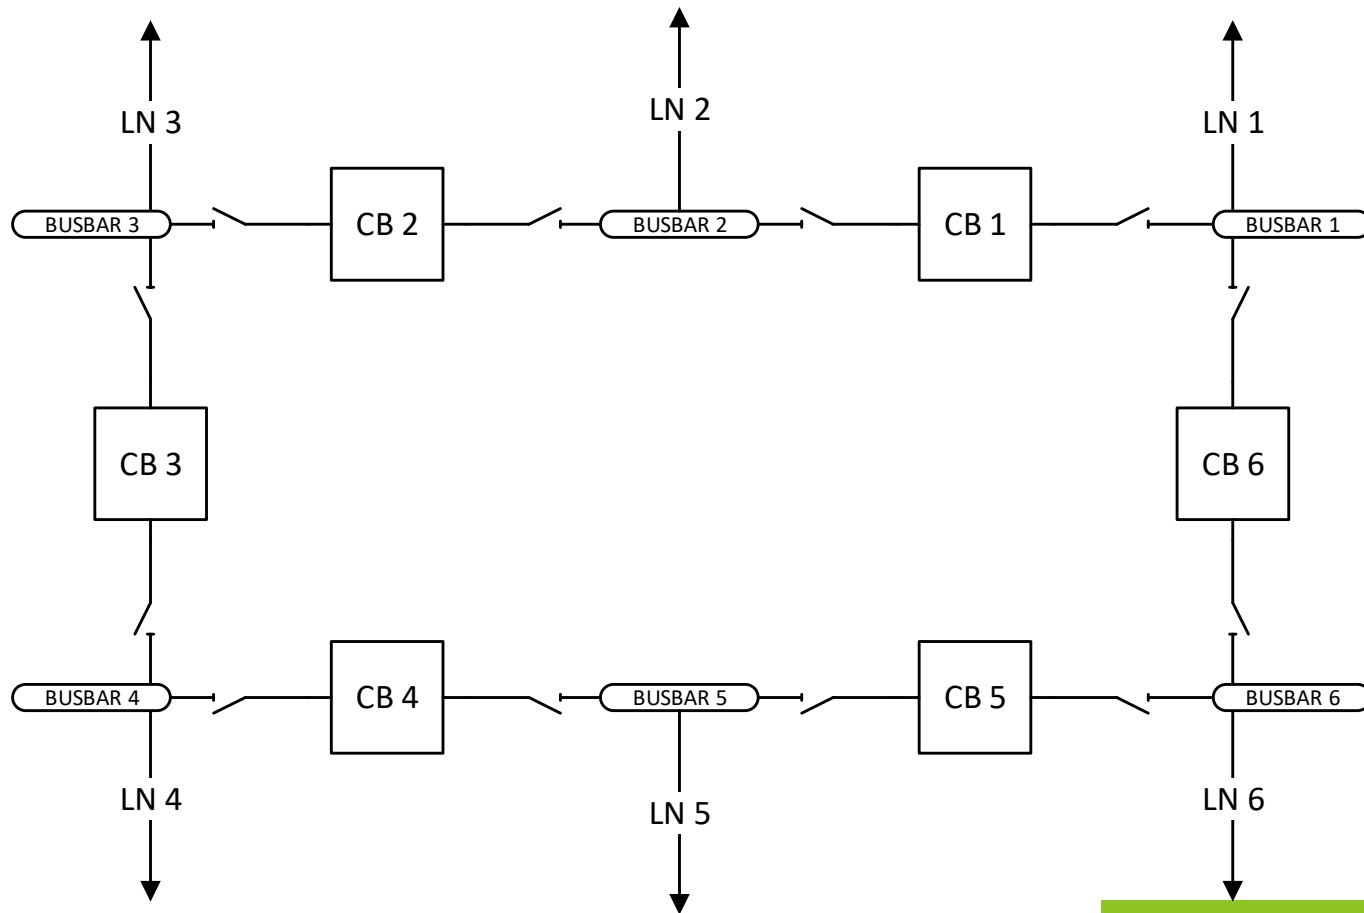 LN 3
LN 2
LN 1
BUSBAR 3
CB 2
BUSBAR 2
CB 1
BUSBAR 1
CB 3
CB 6
BUSBAR 4
CB 4
BUSBAR 5
CB 5
BUSBAR 6
LN 4
LN 5
LN 6